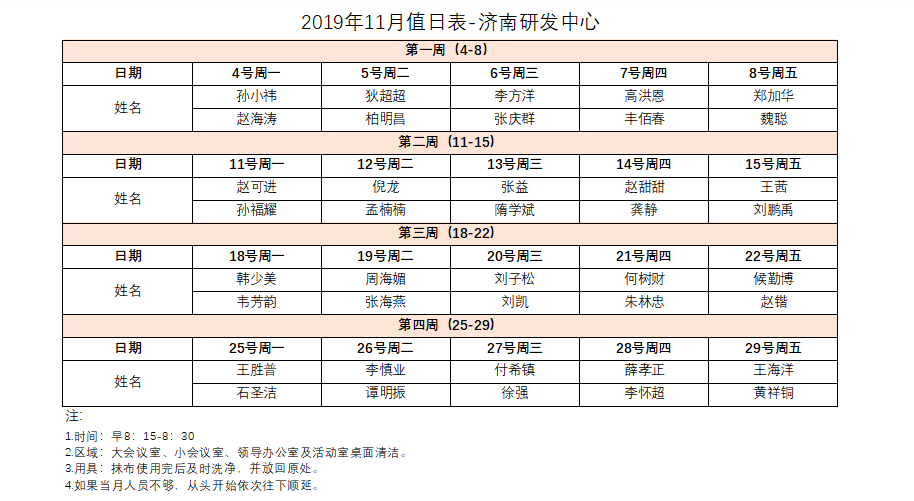 2019年11月值日表-济南研发中心
第一周（4-8）
日期 4号周一 5号周二 6号周三 7号周四 8号周五
姓名
孙小祎 狄超超 李方洋 高洪恩 郑加华
赵海涛 柏明昌 张庆群 丰佰春 魏聪
第二周（11-15）
日期 11号周一 12号周二 13号周三 14号周四 15号周五
姓名
赵可进 倪龙 张益 赵甜甜 王茜
孙福耀 孟楠楠 隋学斌 龚静 刘鹏禹
第三周（18-22）
日期 18号周一 19号周二 20号周三 21号周四 22号周五
姓名
韩少美 周海媚 刘子松 何树财 候勤博
韦芳韵 张海燕 刘凯 朱林忠 赵锴
第四周（25-29）
日期 25号周一 26号周二 27号周三 28号周四 29号周五
姓名
王胜普 李慎业 付希镇 薛孝正 王海洋
石圣洁 谭明振 徐强 李怀超 黄祥铜
注:
1.时间：早8：15-8：30
2.区域：大会议室、小会议室、领导办公室及活动室桌面清洁。
3.用具：抹布使用完后及时洗净，并放回原处。
4.如果当月人员不够，从头开始依次往下顺延。